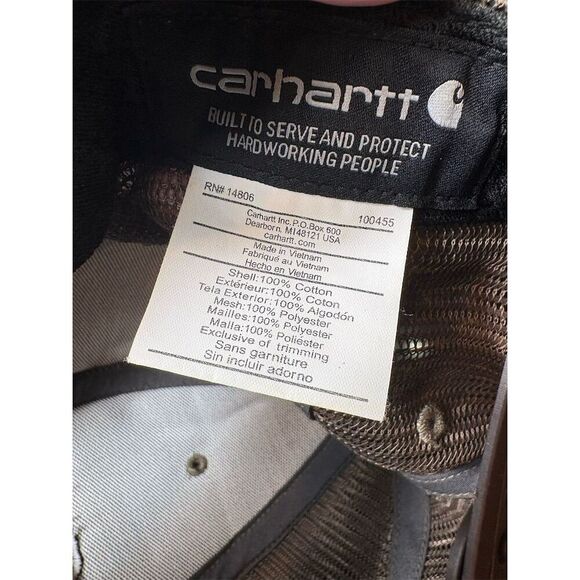 carhartt
BUILT TO SERVE AND PROTECT
HARDWORKING PEOPLE
RN# 14806 100455
Carhartt Inc.P.O.Box 600
Dearborn, MI48121 USA
carhartt.com
Made in Vietnam
Fabriqué au Vietnam
Hecho en Vietnam
Shell:100% Cotton
Extérieur:100% Coton
Tela Exterior:100% Algodón
Mesh:100% Polyester
Mailles:100% Polyester
Malla:100% Poliéster
Exclusive of trimming
Sans garniture
Sin incluir adorno